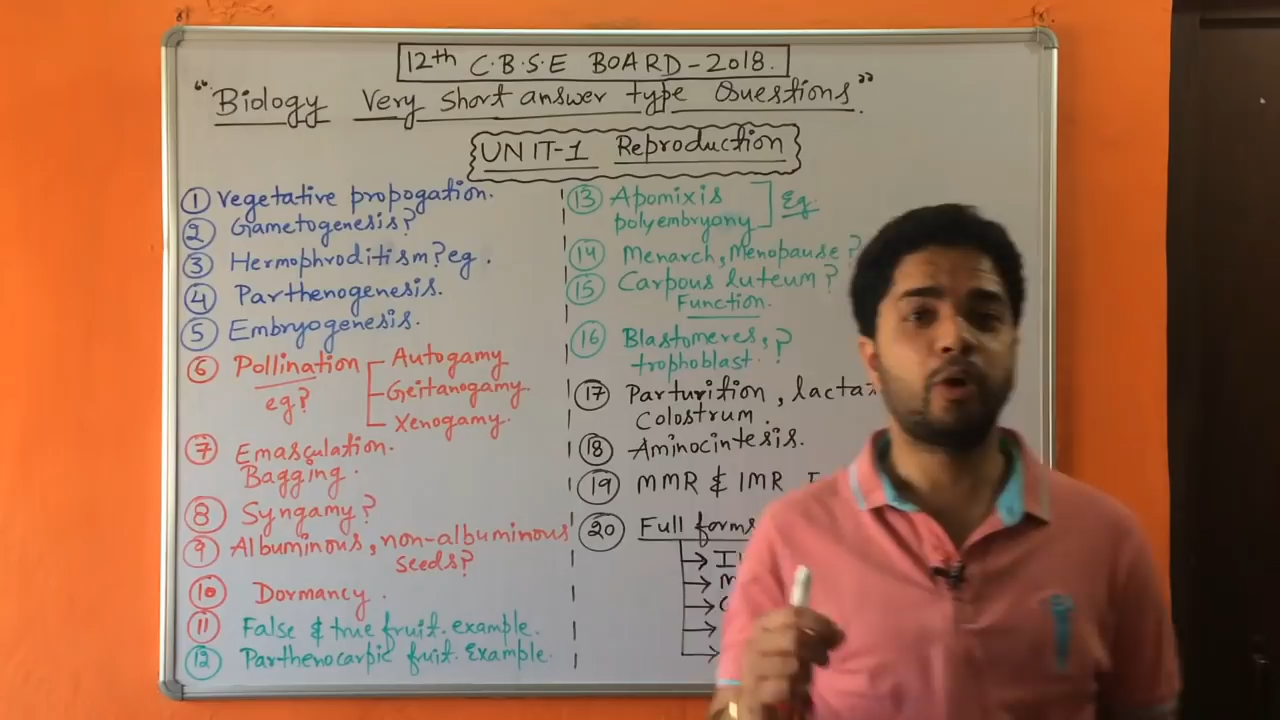 12th C.B.S.E BOARD-2018.
"Biology Very Short answer type Questions".
UNIT-1 Reproduction
1 Vegetative propogation.
2 Gametogenesis?
3 Hermophroditism? eg.
4 Parthenogenesis.
5 Embryogenesis.
6 Pollination Autogamy
eg? Geitanogamy
Xenogamy.
7 Emasculation.
Bagging.
8 Syngamy?
9 Albuminous, non-albuminous
seeds?
10 Dormancy.
11 False & true fruit. example.
12 Parthenocarpic fruit. Example.
13 Apomixis Eg.
polyembryony
14 Menarch, Menopause?
15 Carpous luteum?
Function.
16 Blastomeres, ?
trophoblast.
17 Parturition,
Colostrum.
18 Aminocintesis.
19 MMR & IMR
20 Full forms